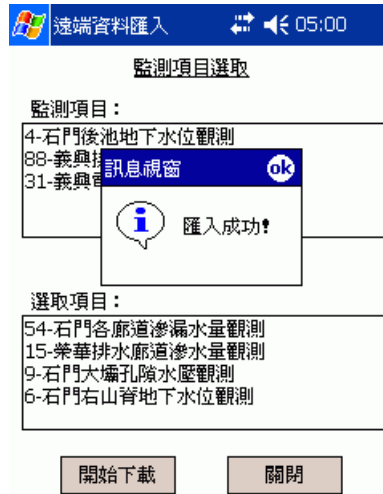 遠端資料匯入 05:00
監測項目選取
監測項目：
4-石門後池地下水位觀測
88-義興
31-義興
訊息視窗 ok
匯入成功!
選取項目：
54-石門各廊道滲漏水量觀測
15-榮華排水廊道滲水量觀測
9-石門大壩孔隙水壓觀測
6-石門右山脊地下水位觀測
開始下載 關閉